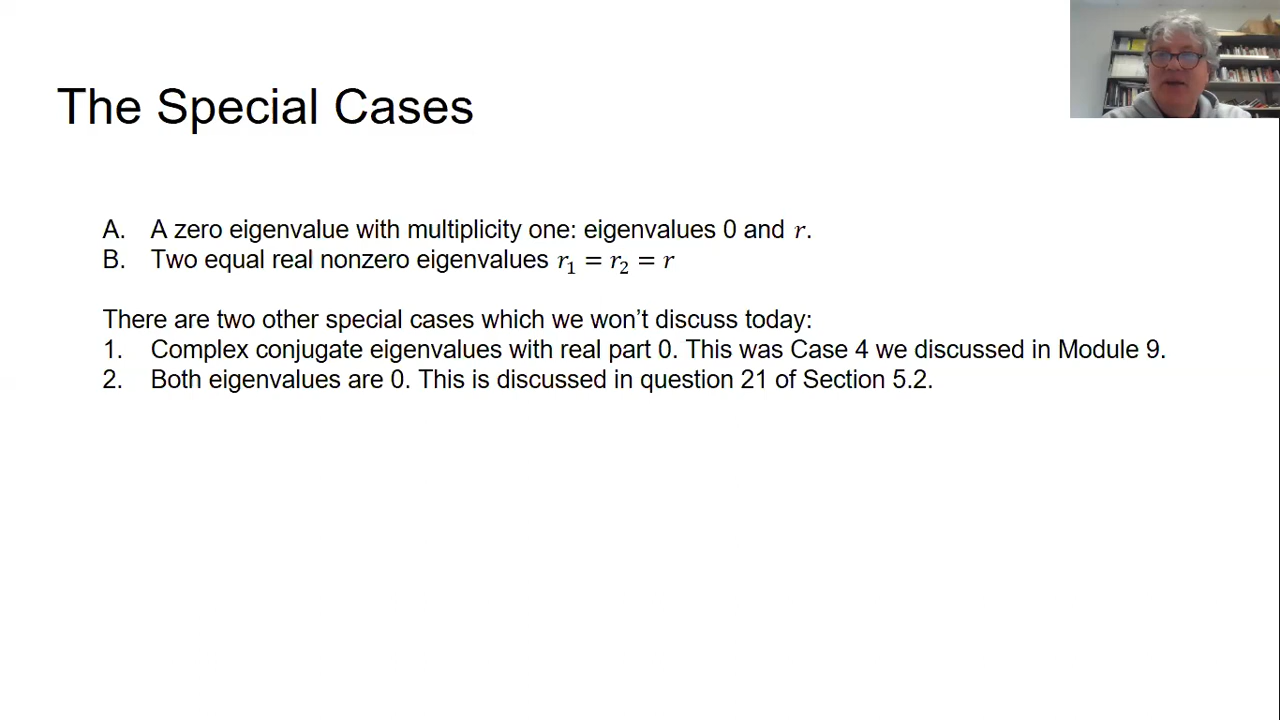 The Special Cases
A. A zero eigenvalue with multiplicity one: eigenvalues 0 and r.
B. Two equal real nonzero eigenvalues r₁ = r₂ = r
There are two other special cases which we won’t discuss today:
1. Complex conjugate eigenvalues with real part 0. This was Case 4 we discussed in Module 9.
2. Both eigenvalues are 0. This is discussed in question 21 of Section 5.2.